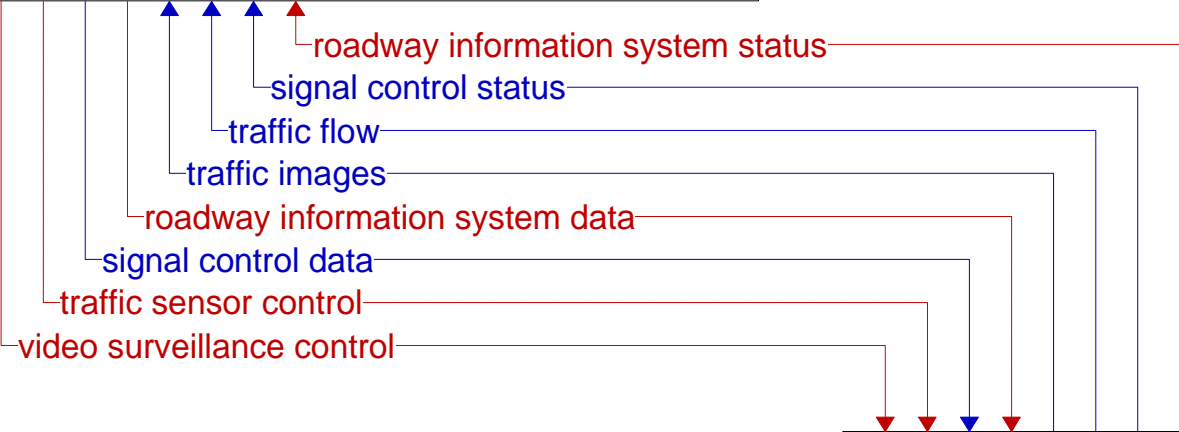 roadway information system status
signal control status
traffic flow
traffic images
roadway information system data
signal control data
traffic sensor control
video surveillance control